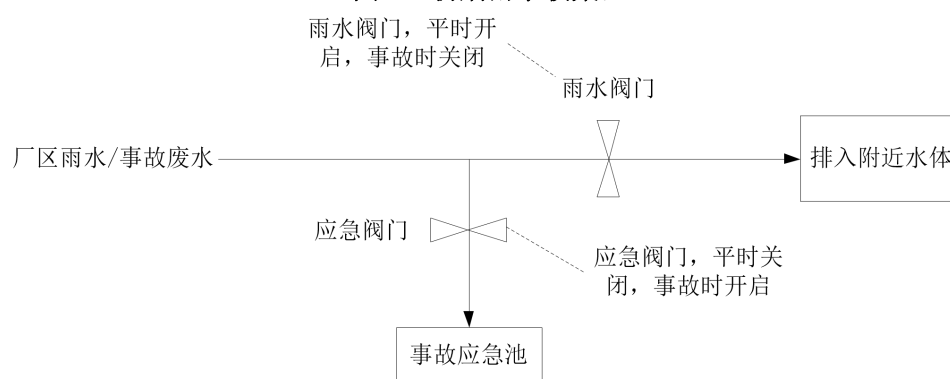 雨水阀门，平时开
启，事故时关闭
雨水阀门
厂区雨水/事故废水
排入附近水体
应急阀门
应急阀门，平时关
闭，事故时开启
事故应急池